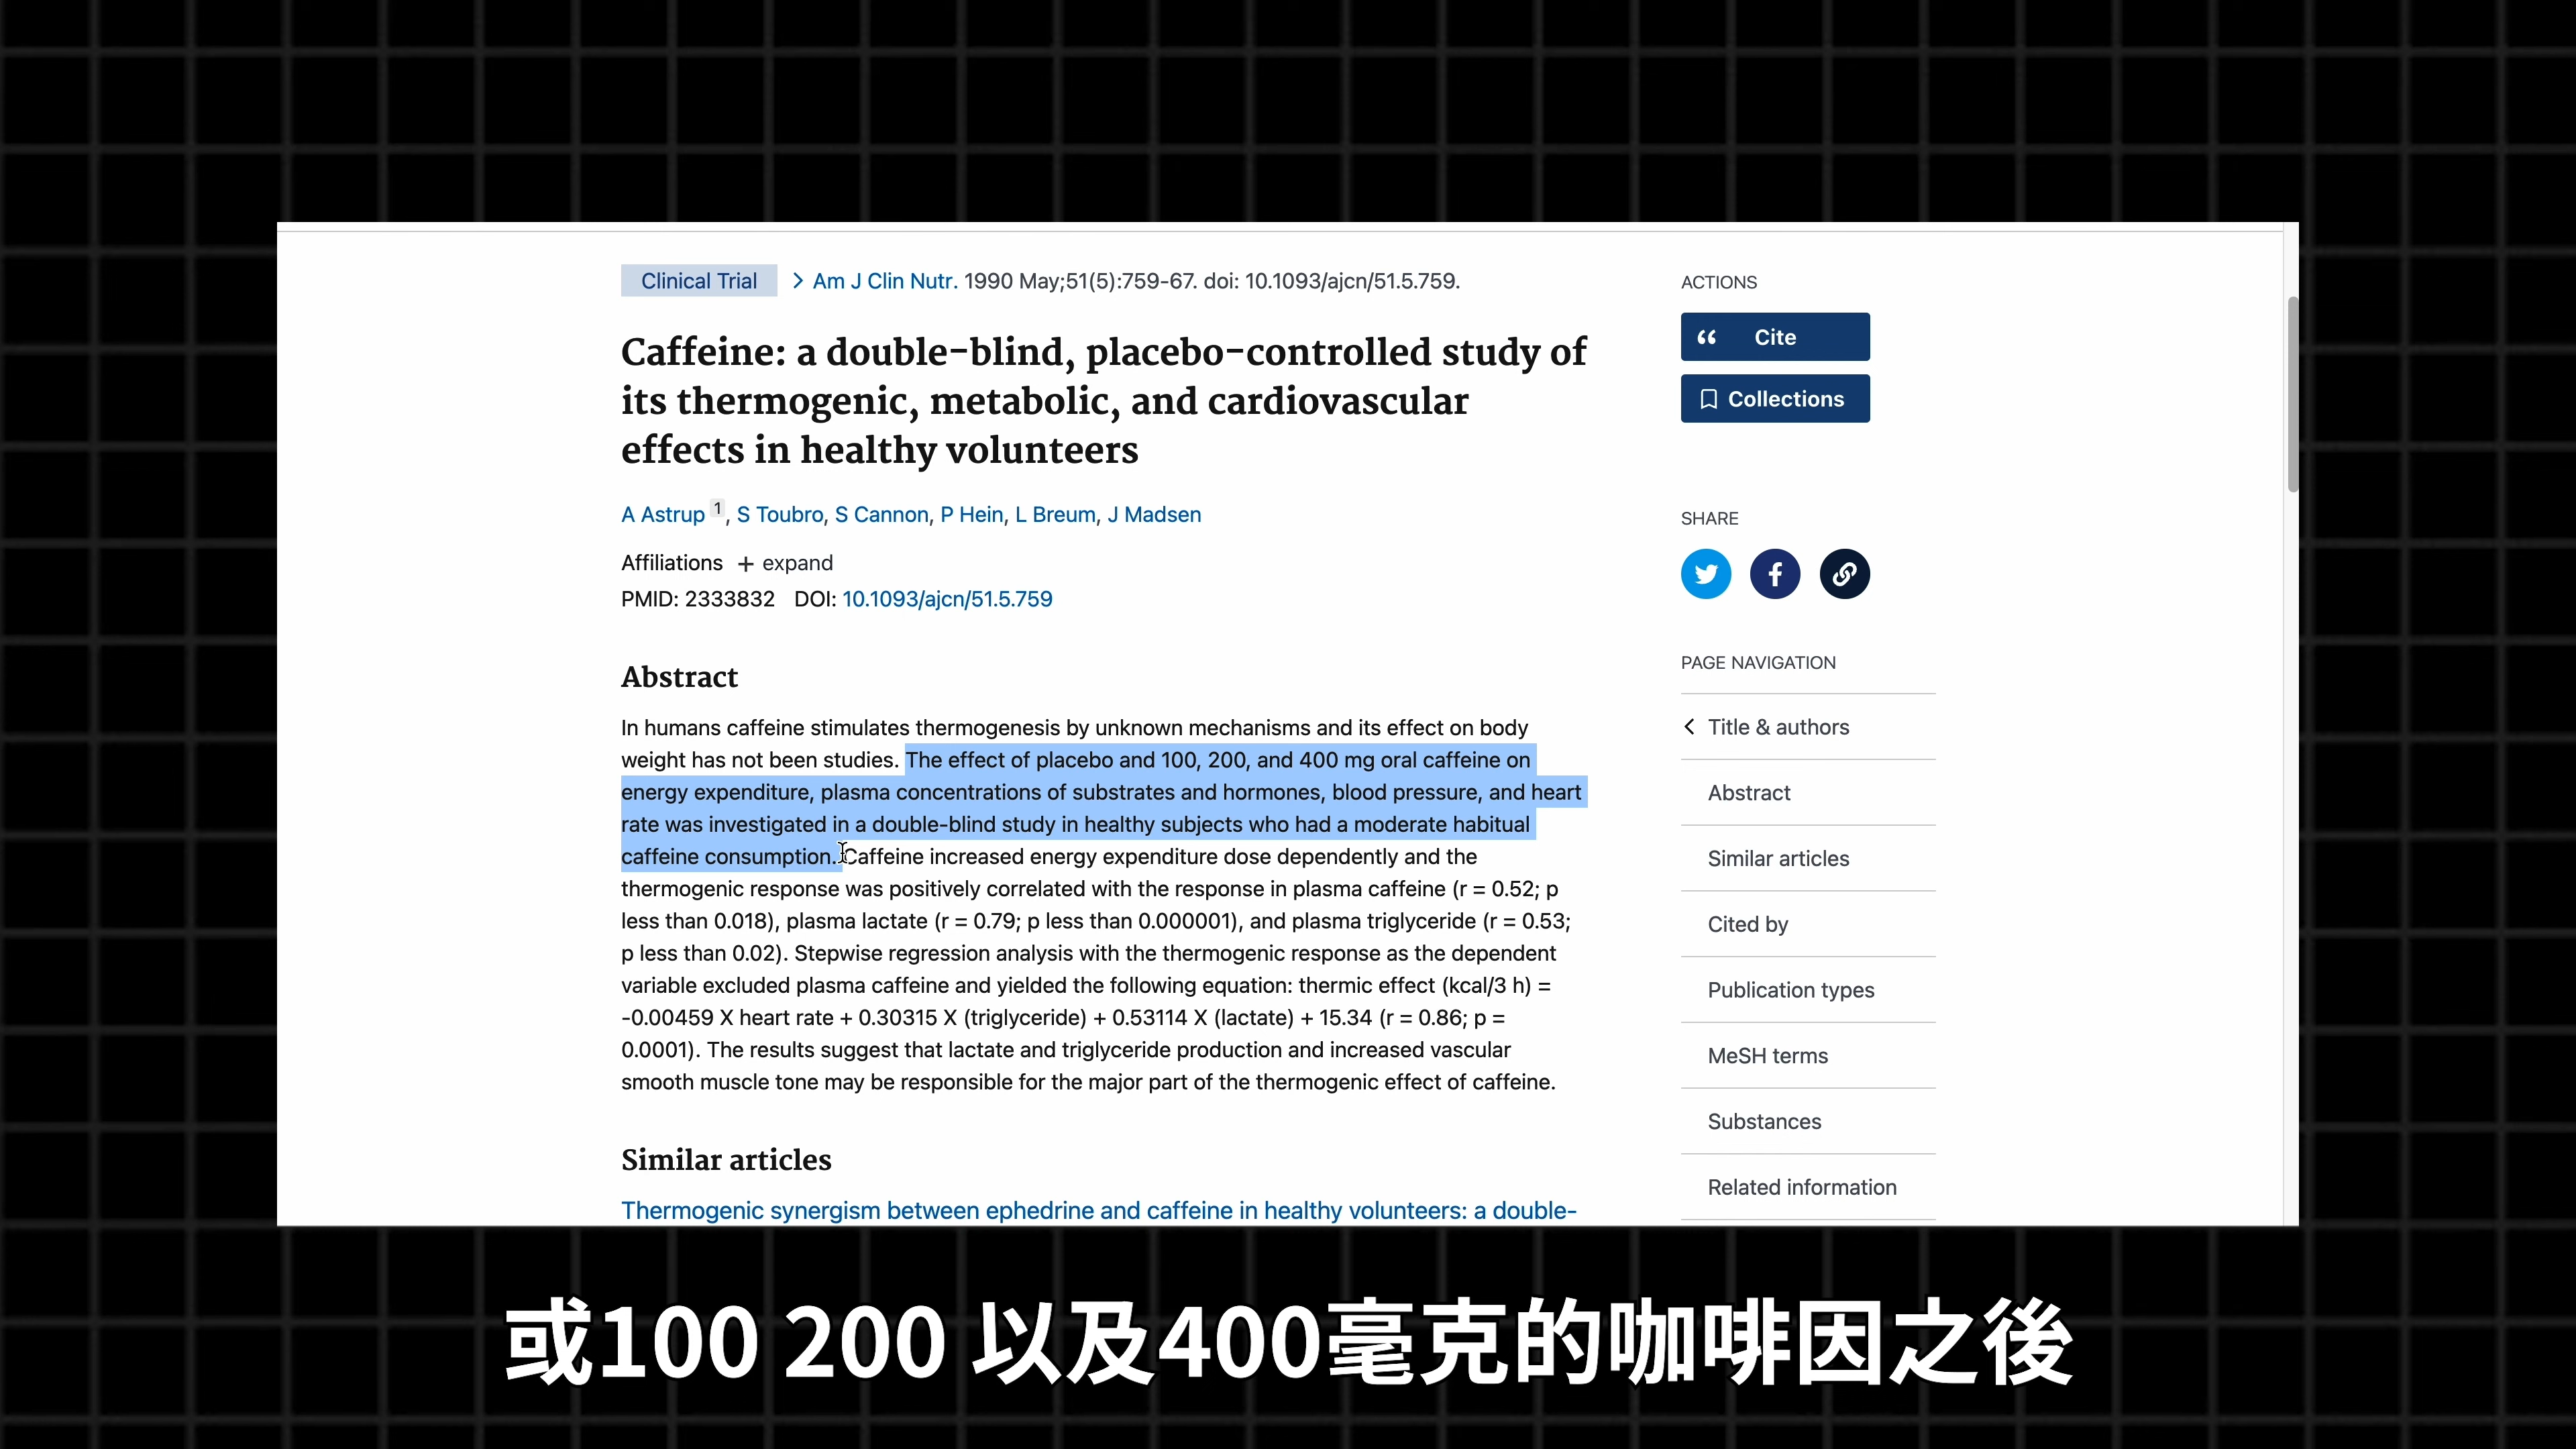 Clinical Trial > Am J Clin Nutr. 1990 May;51(5):759-67. doi: 10.1093/ajcn/51.5.759.
Caffeine: a double-blind, placebo-controlled study of
its thermogenic, metabolic, and cardiovascular
effects in healthy volunteers
A Astrup 1, S Toubro, S Cannon, P Hein, L Breum, J Madsen
Affiliations + expand
PMID: 2333832 DOI: 10.1093/ajcn/51.5.759
Abstract
In humans caffeine stimulates thermogenesis by unknown mechanisms and its effect on body
weight has not been studies. The effect of placebo and 100, 200, and 400 mg oral caffeine on
energy expenditure, plasma concentrations of substrates and hormones, blood pressure, and heart
rate was investigated in a double-blind study in healthy subjects who had a moderate habitual
caffeine consumption. Caffeine increased energy expenditure dose dependently and the
thermogenic response was positively correlated with the response in plasma caffeine (r = 0.52; p
less than 0.018), plasma lactate (r = 0.79; p less than 0.000001), and plasma triglyceride (r = 0.53;
p less than 0.02). Stepwise regression analysis with the thermogenic response as the dependent
variable excluded plasma caffeine and yielded the following equation: thermic effect (kcal/3 h) =
-0.00459 X heart rate + 0.30315 X (triglyceride) + 0.53114 X (lactate) + 15.34 (r = 0.86; p =
0.0001). The results suggest that lactate and triglyceride production and increased vascular
smooth muscle tone may be responsible for the major part of the thermogenic effect of caffeine.
Similar articles
Thermogenic synergism between ephedrine and caffeine in healthy volunteers: a double-
ACTIONS
Cite
Collections
SHARE
PAGE NAVIGATION
Title & authors
Abstract
Similar articles
Cited by
Publication types
MeSH terms
Substances
Related information
或100 200 以及400毫克的咖啡因之後